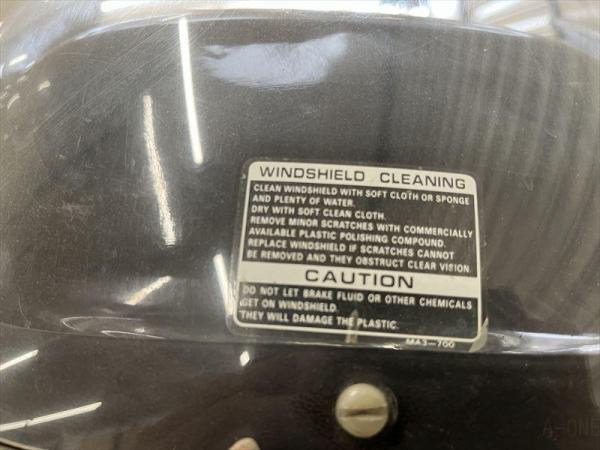 WINDSHIELD CLEANING
CLEAN WINDSHIELD WITH SOFT CLOTH OR SPONGE
AND PLENTY OF WATER.
DRY WITH SOFT CLEAN CLOTH.
REMOVE MINOR SCRATCHES WITH COMMERCIALLY
AVAILABLE PLASTIC POLISHING COMPOUND.
REPLACE WINDSHIELD IF SCRATCHES CANNOT
BE REMOVED AND THEY OBSTRUCT CLEAR VISION.
CAUTION
DO NOT LET BRAKE FLUID OR OTHER CHEMICALS
GET ON WINDSHIELD.
THEY WILL DAMAGE THE PLASTIC.
MA3-700
A-ONE